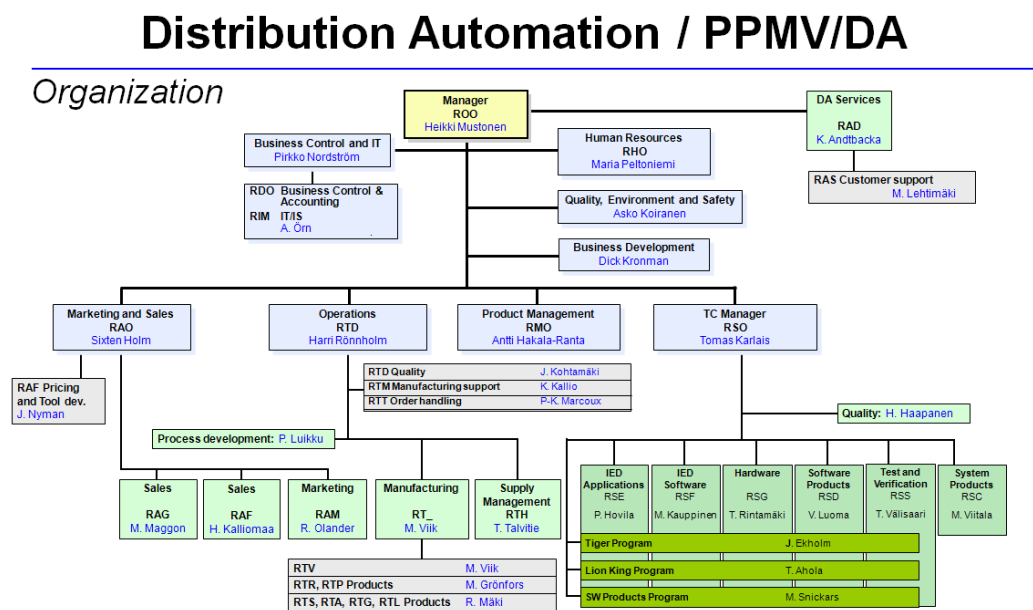 Distribution Automation / PPMV/DA
Organization
Manager
ROO
Heikki Mustonen
DA Services
RAD
K. Andtbacka
RAS Customer support
M. Lehtimäki
Business Control and IT
Pirkko Nordström
RDO Business Control &
Accounting
RIM IT/IS
A. Örn
Human Resources
RHO
Maria Peltoniemi
Quality, Environment and Safety
Asko Koiranen
Business Development
Dick Kronman
Marketing and Sales
RAO
Sixten Holm
Operations
RTD
Harri Rönnholm
Product Management
RMO
Antti Hakala-Ranta
TC Manager
RSO
Tomas Karlais
RAF Pricing
and Tool dev.
J. Nyman
RTD Quality J. Kohtamäki
RTM Manufacturing support K. Kallio
RTT Order handling P-K. Marcoux
Quality: H. Haapanen
Process development: P. Luikku
Sales
RAG
M. Maggon
Sales
RAF
H. Kalliomaa
Marketing
RAM
R. Olander
Manufacturing
RT_
M. Viik
Supply
Management
RTH
T. Talvitie
IED
Applications
RSE
P. Hovila
IED
Software
RSF
M. Kauppinen
Hardware
RSG
T. Rintamäki
Software
Products
RSD
V. Luoma
Test and
Verification
RSS
T. Välisaari
System
Products
RSC
M. Viitala
Tiger Program J. Ekholm
Lion King Program T. Ahola
SW Products Program M. Snickars
RTV M. Viik
RTR, RTP Products M. Grönfors
RTS, RTA, RTG, RTL Products R. Mäki